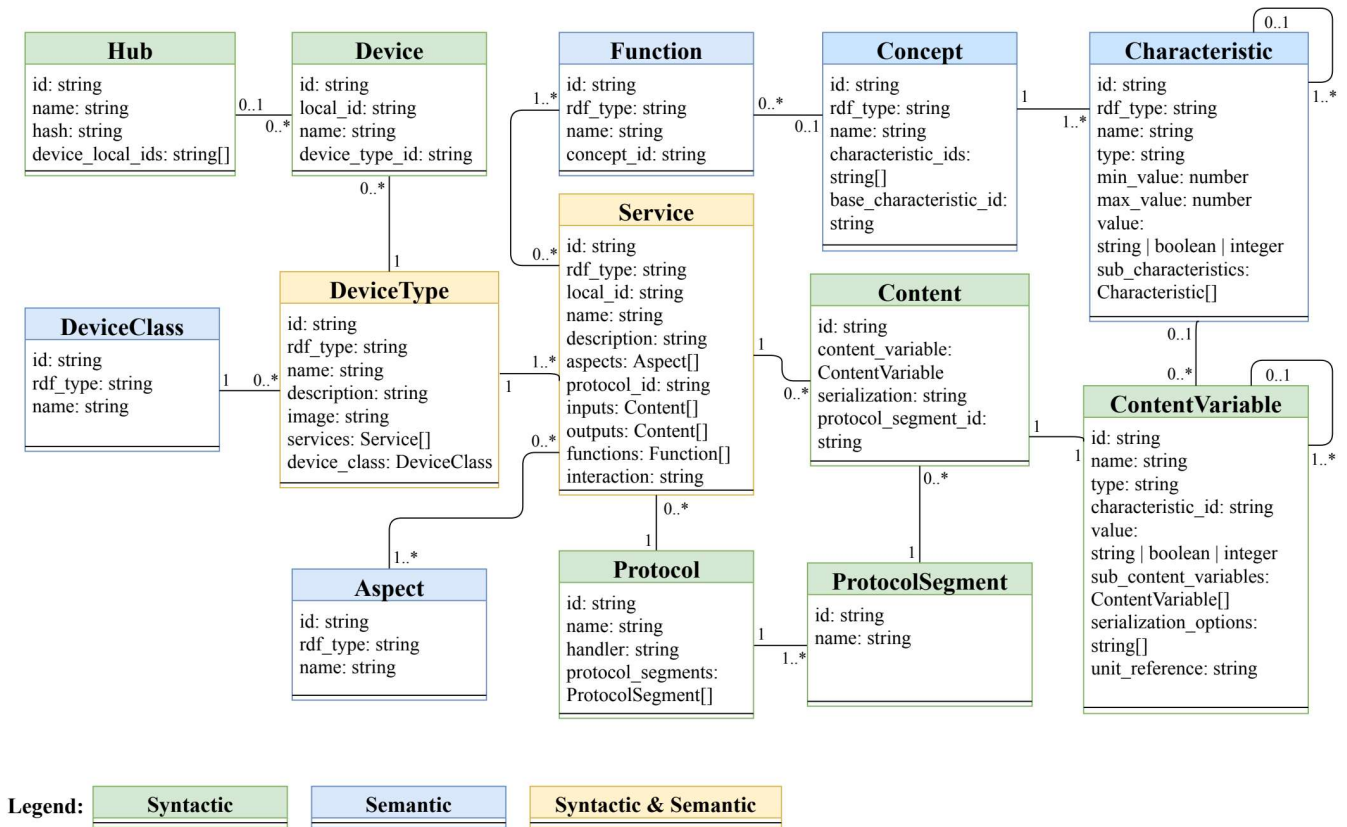 Hub
id: string
name: string
hash: string
device_local_ids: string[]
0..1
0..*
Device
id: string
local_id: string
name: string
device_type_id: string
0..*
1
Function
id: string
rdf_type: string
name: string
concept_id: string
1..*
0..*
0..*
0..1
Concept
id: string
rdf_type: string
name: string
characteristic_ids:
string[]
base_characteristic_id:
string
1
1..*
Characteristic
id: string
rdf_type: string
name: string
type: string
min_value: number
max_value: number
value:
string | boolean | integer
sub_characteristics:
Characteristic[]
0..1
1..*
0..1
0..*
DeviceClass
id: string
rdf_type: string
name: string
1
0..*
DeviceType
id: string
rdf_type: string
name: string
description: string
image: string
services: Service[]
device_class: DeviceClass
1..*
1
Service
id: string
rdf_type: string
local_id: string
name: string
description: string
aspects: Aspect[]
protocol_id: string
inputs: Content[]
outputs: Content[]
functions: Function[]
interaction: string
0..*
1..*
1
0..*
0..*
1
Content
id: string
content_variable:
ContentVariable
serialization: string
protocol_segment_id:
string
1
1
0..*
1
ContentVariable
id: string
name: string
type: string
characteristic_id: string
value:
string | boolean | integer
sub_content_variables:
ContentVariable[]
serialization_options:
string[]
unit_reference: string
0..1
1..*
Aspect
id: string
rdf_type: string
name: string
Protocol
id: string
name: string
handler: string
protocol_segments:
ProtocolSegment[]
1
1..*
ProtocolSegment
id: string
name: string
Legend:
Syntactic
Semantic
Syntactic & Semantic